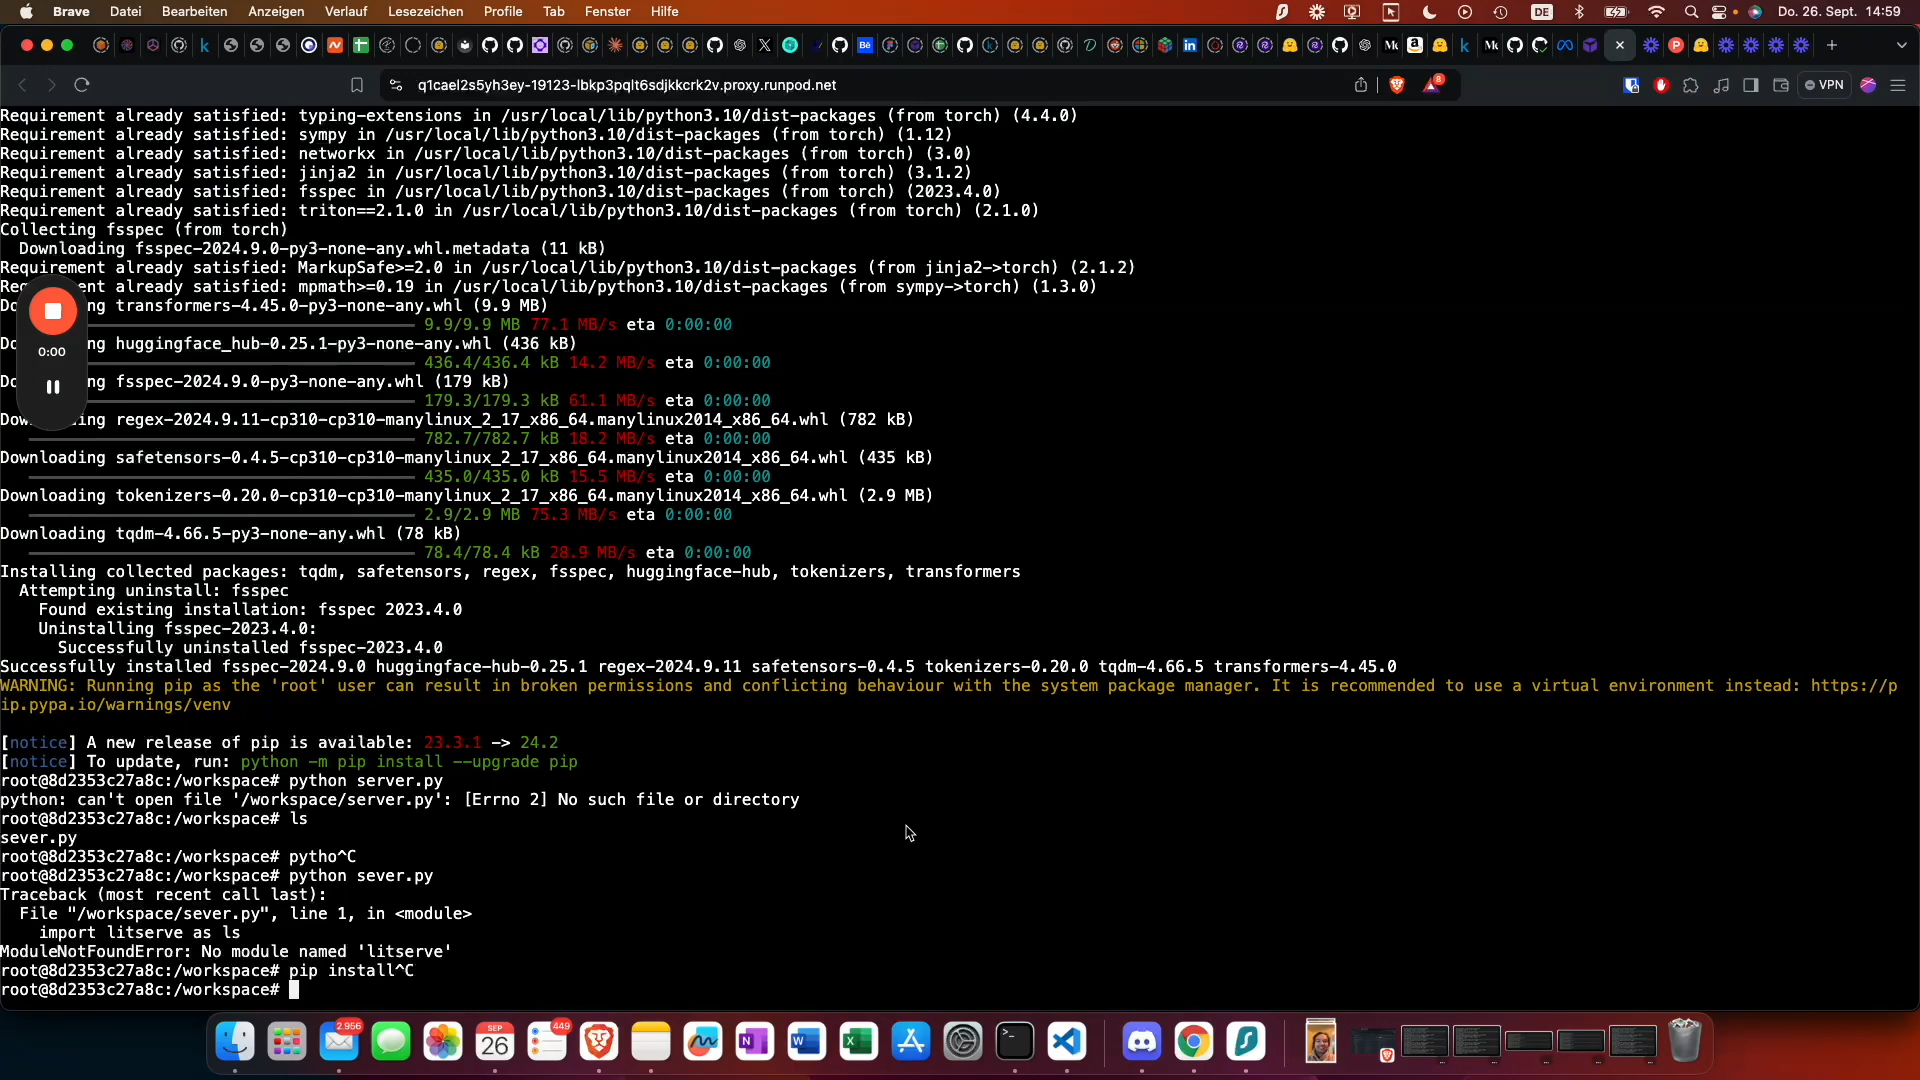 Brave Datei Bearbeiten Anzeigen Verlauf Lesezeichen Profile Tab Fenster Hilfe DE Do. 26. Sept. 14:59
q1cael2s5yh3ey-19123-lbkp3pqlt6sdjkkcrk2v.proxy.runpod.net 8 VPN
Requirement already satisfied: typing-extensions in /usr/local/lib/python3.10/dist-packages (from torch) (4.4.0)
Requirement already satisfied: sympy in /usr/local/lib/python3.10/dist-packages (from torch) (1.12)
Requirement already satisfied: networkx in /usr/local/lib/python3.10/dist-packages (from torch) (3.0)
Requirement already satisfied: jinja2 in /usr/local/lib/python3.10/dist-packages (from torch) (3.1.2)
Requirement already satisfied: fsspec in /usr/local/lib/python3.10/dist-packages (from torch) (2023.4.0)
Requirement already satisfied: triton==2.1.0 in /usr/local/lib/python3.10/dist-packages (from torch) (2.1.0)
Collecting fsspec (from torch)
Downloading fsspec-2024.9.0-py3-none-any.whl.metadata (11 kB)
Requirement already satisfied: MarkupSafe>=2.0 in /usr/local/lib/python3.10/dist-packages (from jinja2->torch) (2.1.2)
Requirement already satisfied: mpmath>=0.19 in /usr/local/lib/python3.10/dist-packages (from sympy->torch) (1.3.0)
Do ng transformers-4.45.0-py3-none-any.whl (9.9 MB)
9.9/9.9 MB 77.1 MB/s eta 0:00:00
Do ng huggingface_hub-0.25.1-py3-none-any.whl (436 kB)
0:00
436.4/436.4 kB 14.2 MB/s eta 0:00:00
Do ng fsspec-2024.9.0-py3-none-any.whl (179 kB)
179.3/179.3 kB 61.1 MB/s eta 0:00:00
Dow ing regex-2024.9.11-cp310-cp310-manylinux_2_17_x86_64.manylinux2014_x86_64.whl (782 kB)
782.7/782.7 kB 18.2 MB/s eta 0:00:00
Downloading safetensors-0.4.5-cp310-cp310-manylinux_2_17_x86_64.manylinux2014_x86_64.whl (435 kB)
435.0/435.0 kB 15.5 MB/s eta 0:00:00
Downloading tokenizers-0.20.0-cp310-cp310-manylinux_2_17_x86_64.manylinux2014_x86_64.whl (2.9 MB)
2.9/2.9 MB 75.3 MB/s eta 0:00:00
Downloading tqdm-4.66.5-py3-none-any.whl (78 kB)
78.4/78.4 kB 28.9 MB/s eta 0:00:00
Installing collected packages: tqdm, safetensors, regex, fsspec, huggingface-hub, tokenizers, transformers
Attempting uninstall: fsspec
Found existing installation: fsspec 2023.4.0
Uninstalling fsspec-2023.4.0:
Successfully uninstalled fsspec-2023.4.0
Successfully installed fsspec-2024.9.0 huggingface-hub-0.25.1 regex-2024.9.11 safetensors-0.4.5 tokenizers-0.20.0 tqdm-4.66.5 transformers-4.45.0
WARNING: Running pip as the 'root' user can result in broken permissions and conflicting behaviour with the system package manager. It is recommended to use a virtual environment instead: https://p
ip.pypa.io/warnings/venv
[notice] A new release of pip is available: 23.3.1 -> 24.2
[notice] To update, run: python -m pip install --upgrade pip
root@8d2353c27a8c:/workspace# python server.py
python: can't open file '/workspace/server.py': [Errno 2] No such file or directory
root@8d2353c27a8c:/workspace# ls
sever.py
root@8d2353c27a8c:/workspace# pytho^C
root@8d2353c27a8c:/workspace# python sever.py
Traceback (most recent call last):
File "/workspace/sever.py", line 1, in <module>
import litserve as ls
ModuleNotFoundError: No module named 'litserve'
root@8d2353c27a8c:/workspace# pip install^C
root@8d2353c27a8c:/workspace#
2.956 SEP 26 449